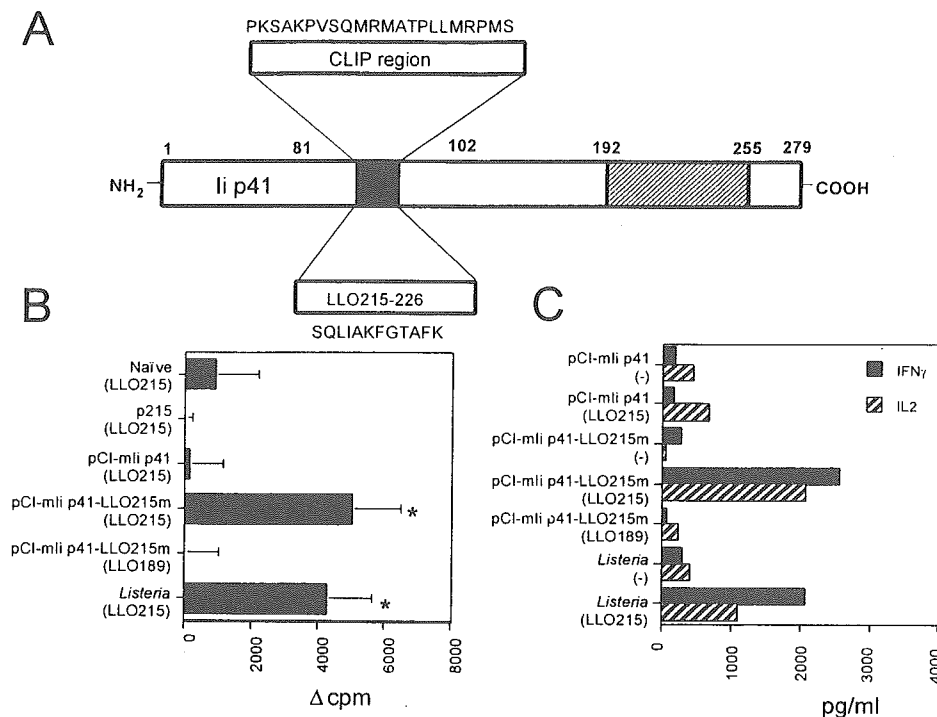 A
PKSAKPVSQMRMATPLLMRPMS
CLIP region
1 81 102 192 255 279
NH2 Ii p41 COOH
LLO215-226
SQLIAKFGTAFK
B
Naïve
(LLO215)
p215
(LLO215)
pCI-mIi p41
(LLO215)
pCI-mIi p41-LLO215m
(LLO215)
*
pCI-mIi p41-LLO215m
(LLO189)
Listeria
(LLO215)
*
0 2000 4000 6000 8000
Δ cpm
C
pCI-mIi p41
(-)
pCI-mIi p41
(LLO215)
pCI-mIi p41-LLO215m
(-)
pCI-mIi p41-LLO215m
(LLO215)
pCI-mIi p41-LLO215m
(LLO189)
Listeria
(-)
Listeria
(LLO215)
IFNγ
IL2
0 1000 2000 3000 4000
pg/ml